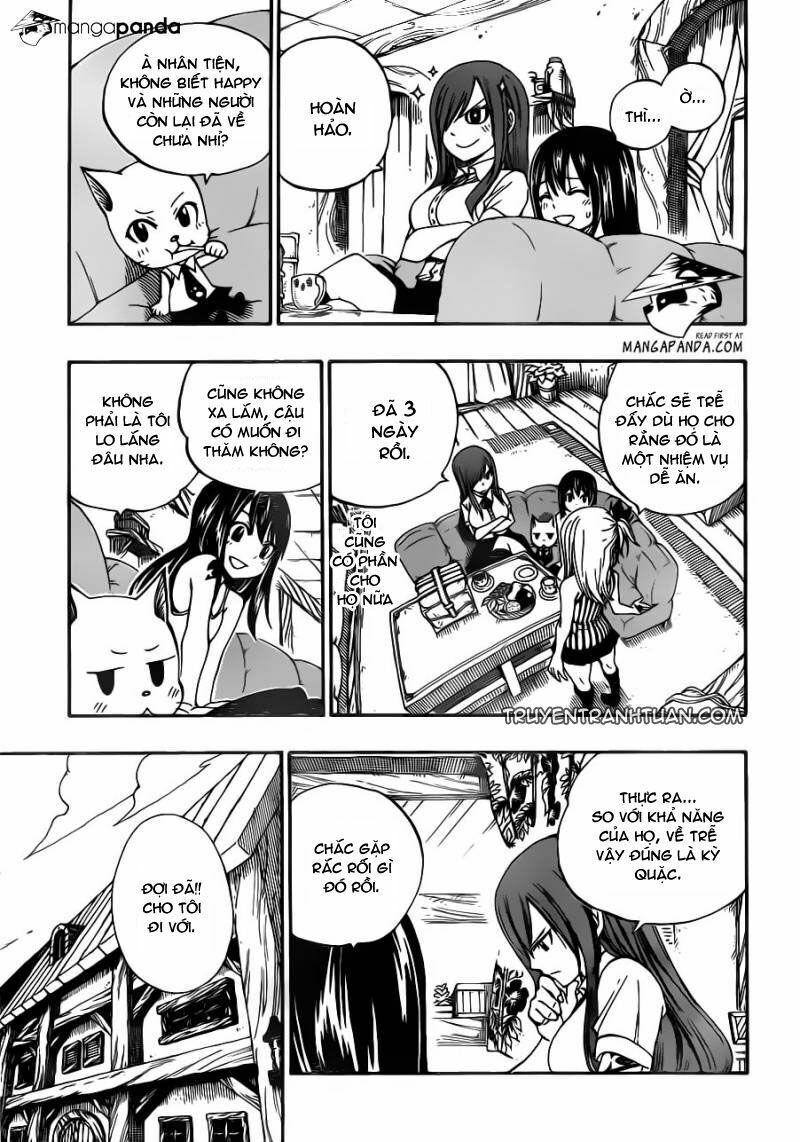 mangapanda
Ờ...
THÌ...
HOÀN
HẢO.
À NHÂN TIỆN,
KHÔNG BIẾT HAPPY
VÀ NHỮNG NGƯỜI
CÒN LẠI ĐÃ VỀ
CHƯA NHỈ?
READ FIRST AT
MANGAPANDA.COM
CHẮC SẼ TRỄ
ĐẤY DÙ HỌ CHO
RẰNG ĐÓ LÀ
MỘT NHIỆM VỤ
DỄ ĂN.
ĐÃ 3
NGÀY
RỒI.
TÔI
CŨNG
CÓ PHẦN
CHO
HỌ NỮA
CŨNG KHÔNG
XA LẮM, CẬU
CÓ MUỐN ĐI
THĂM KHÔNG?
KHÔNG
PHẢI LÀ TÔI
LO LẮNG
ĐÂU NHA.
TRUYENTRANHTUAN.COM
THỰC RA...
SO VỚI KHẢ NĂNG
CỦA HỌ, VỀ TRỄ
VẬY ĐÚNG LÀ KỲ
QUẶC.
CHẮC GẶP
RẮC RỐI GÌ
ĐÓ RỒI.
ĐỢI ĐÃ!!
CHO TÔI
ĐI VỚI.